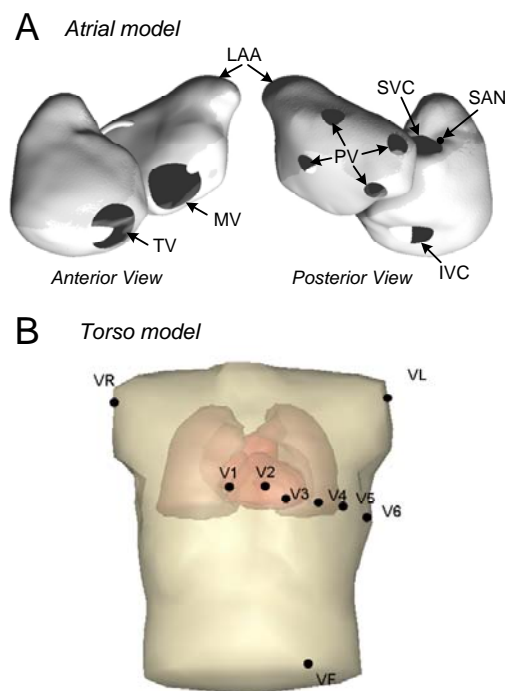 A Atrial model
LAA
SVC
SAN
PV
MV
TV
IVC
Anterior View
Posterior View
B Torso model
VR
VL
V1
V2
V3
V4
V5
V6
VF